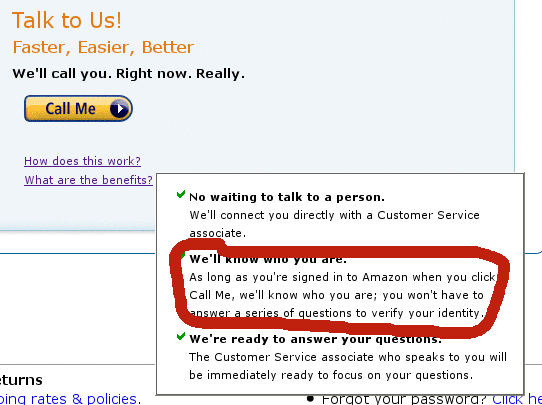 Talk to Us!
Faster, Easier, Better
We'll call you. Right now. Really.
Call Me
How does this work?
What are the benefits?
No waiting to talk to a person.
We'll connect you directly with a Customer Service
associate.
We'll know who you are.
As long as you're signed in to Amazon when you click
Call Me, we'll know who you are; you won't have to
answer a series of questions to verify your identity.
We're ready to answer your questions.
The Customer Service associate who speaks to you will
be immediately ready to focus on your questions.
eturns
ping rates & policies.
Forgot your password? Click he